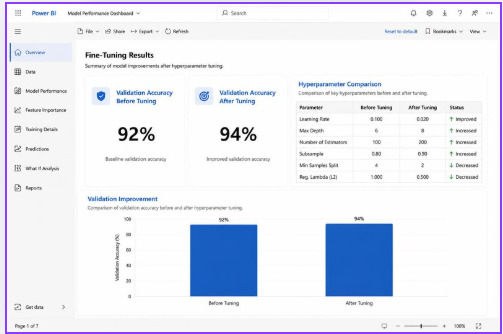 Power BI Model Performance Dashboard Search
File Share Export Refresh Reset to default Bookmarks View
Overview
Data
Model Performance
Feature Importance
Training Details
Predictions
What If Analysis
Reports
Get data
Page 1 of 7
Fine-Tuning Results
Summary of model improvements after hyperparameter tuning.
Validation Accuracy
Before Tuning
92%
Baseline validation accuracy
Validation Accuracy
After Tuning
94%
Improved validation accuracy
Hyperparameter Comparison
Comparison of key hyperparameters before and after tuning.
Parameter Before Tuning After Tuning Status
Learning Rate 0.100 0.020 ↑ Improved
Max Depth 6 8 ↑ Increased
Number of Estimators 100 200 ↑ Increased
Subsample 0.80 0.90 ↑ Increased
Min Samples Split 4 2 ↓ Decreased
Reg. Lambda (L2) 1.000 0.500 ↓ Decreased
Validation Improvement
Comparison of validation accuracy before and after hyperparameter tuning.
Validation Accuracy (%)
100
80
60
40
20
0
92%
94%
Before Tuning After Tuning
100%